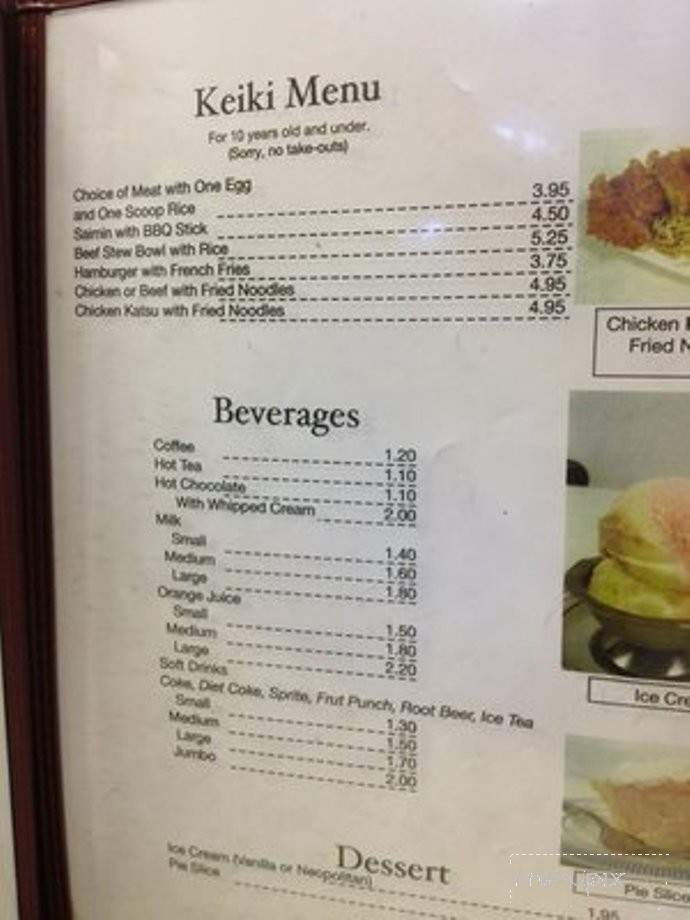 Keiki Menu
For 10 years old and under.
(Sorry, no take-outs)
Choice of Meat with One Egg
and One Scoop Rice 3.95
Saimin with BBQ Stick 4.50
Beef Stew Bowl with Rice 5.25
Hamburger with French Fries 3.75
Chicken or Beef with Fried Noodles 4.95
Chicken Katsu with Fried Noodles 4.95
Chicken
Fried N
Beverages
Coffee 1.20
Hot Tea 1.10
Hot Chocolate 1.10
With Whipped Cream 2.00
Milk
Small 1.40
Medium 1.60
Large 1.80
Orange Juice
Small 1.50
Medium 1.80
Large 2.20
Soft Drinks
Coke, Diet Coke, Sprite, Frut Punch, Root Beer, Ice Tea
Small 1.30
Medium 1.50
Large 1.70
Jumbo 2.00
Ice Cre
Dessert
Ice Cream (Vanilla or Neopolitan)
Pie Slice 1.95
Pie Slice